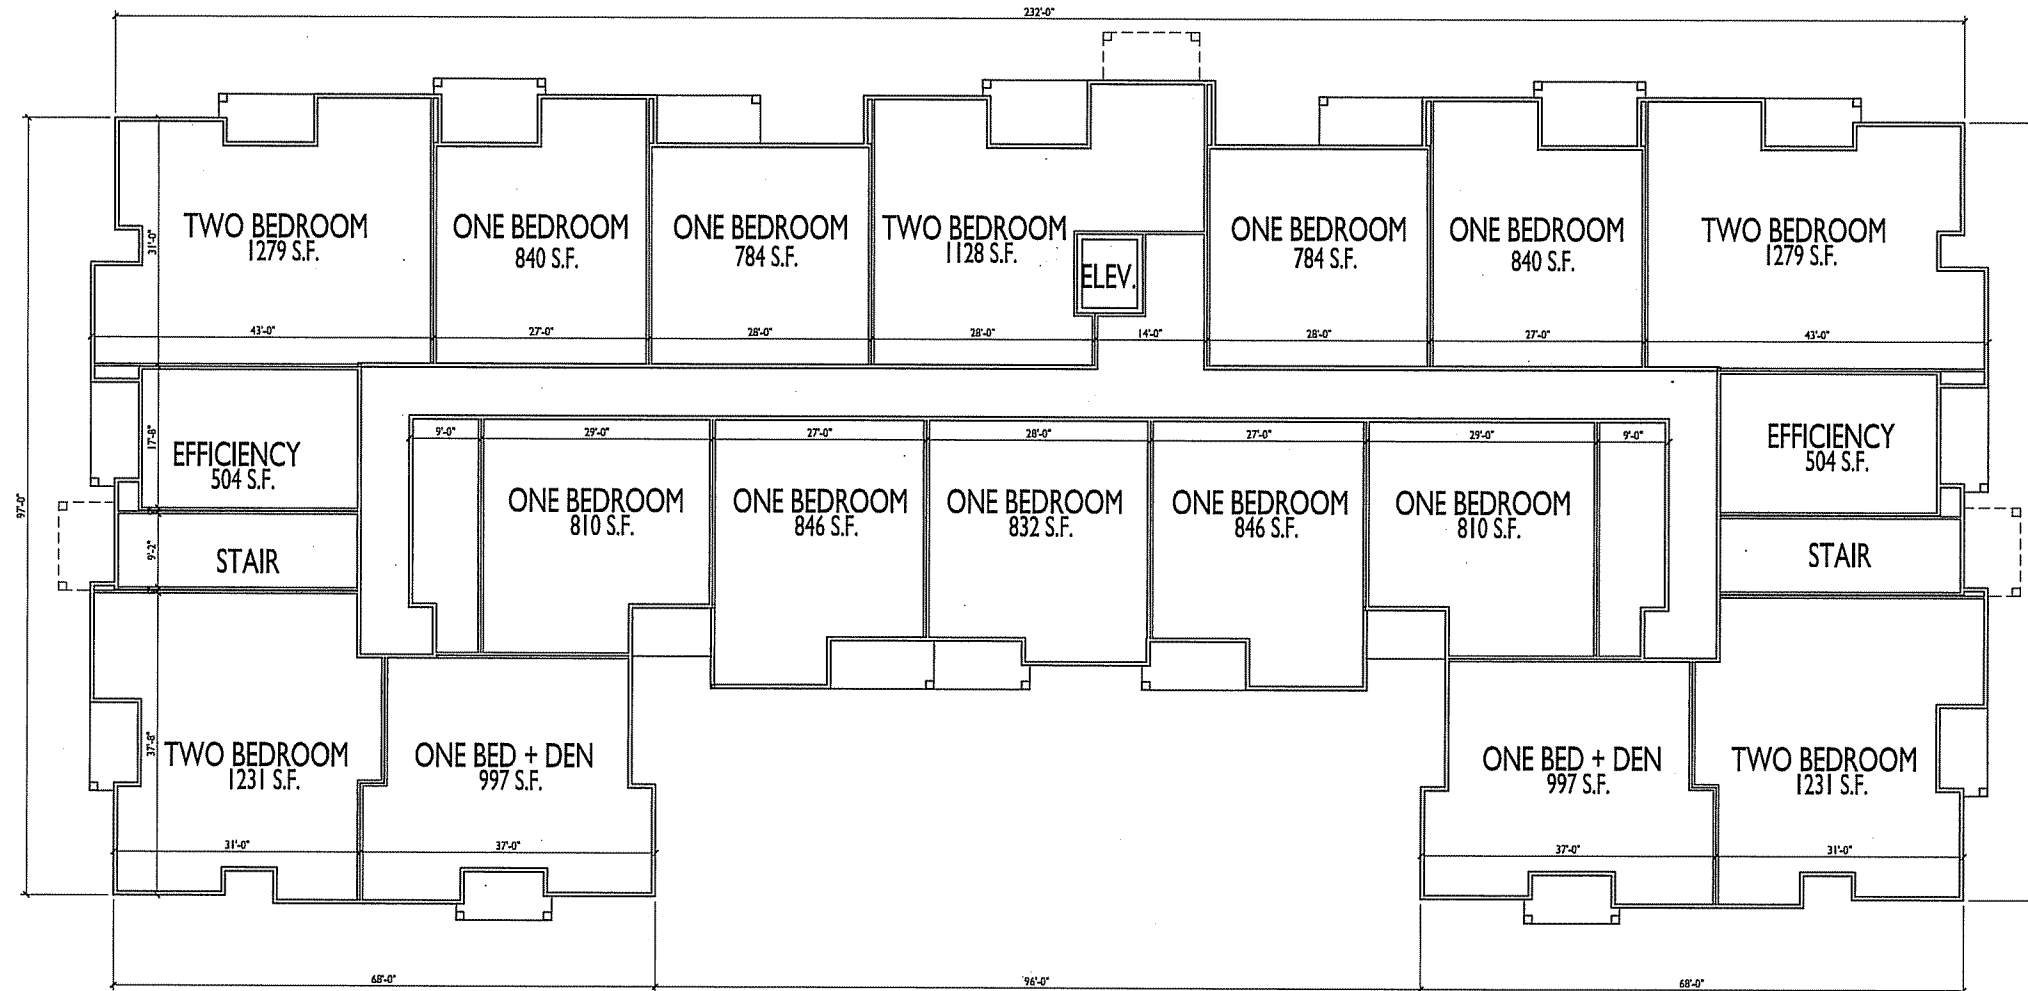 232'-0"
TWO BEDROOM
1279 S.F.
ONE BEDROOM
840 S.F.
ONE BEDROOM
784 S.F.
TWO BEDROOM
1128 S.F.
ELEV.
ONE BEDROOM
784 S.F.
ONE BEDROOM
840 S.F.
TWO BEDROOM
1279 S.F.
31'-0"
43'-0"
27'-0"
28'-0"
28'-0"
14'-0"
28'-0"
27'-0"
43'-0"
97'-0"
17'-8"
EFFICIENCY
504 S.F.
9'-0"
29'-0"
27'-0"
28'-0"
27'-0"
29'-0"
9'-0"
EFFICIENCY
504 S.F.
ONE BEDROOM
810 S.F.
ONE BEDROOM
846 S.F.
ONE BEDROOM
832 S.F.
ONE BEDROOM
846 S.F.
ONE BEDROOM
810 S.F.
9'-2"
STAIR
STAIR
37'-8"
TWO BEDROOM
1231 S.F.
ONE BED + DEN
997 S.F.
ONE BED + DEN
997 S.F.
TWO BEDROOM
1231 S.F.
31'-0"
37'-0"
37'-0"
31'-0"
68'-0"
96'-0"
68'-0"